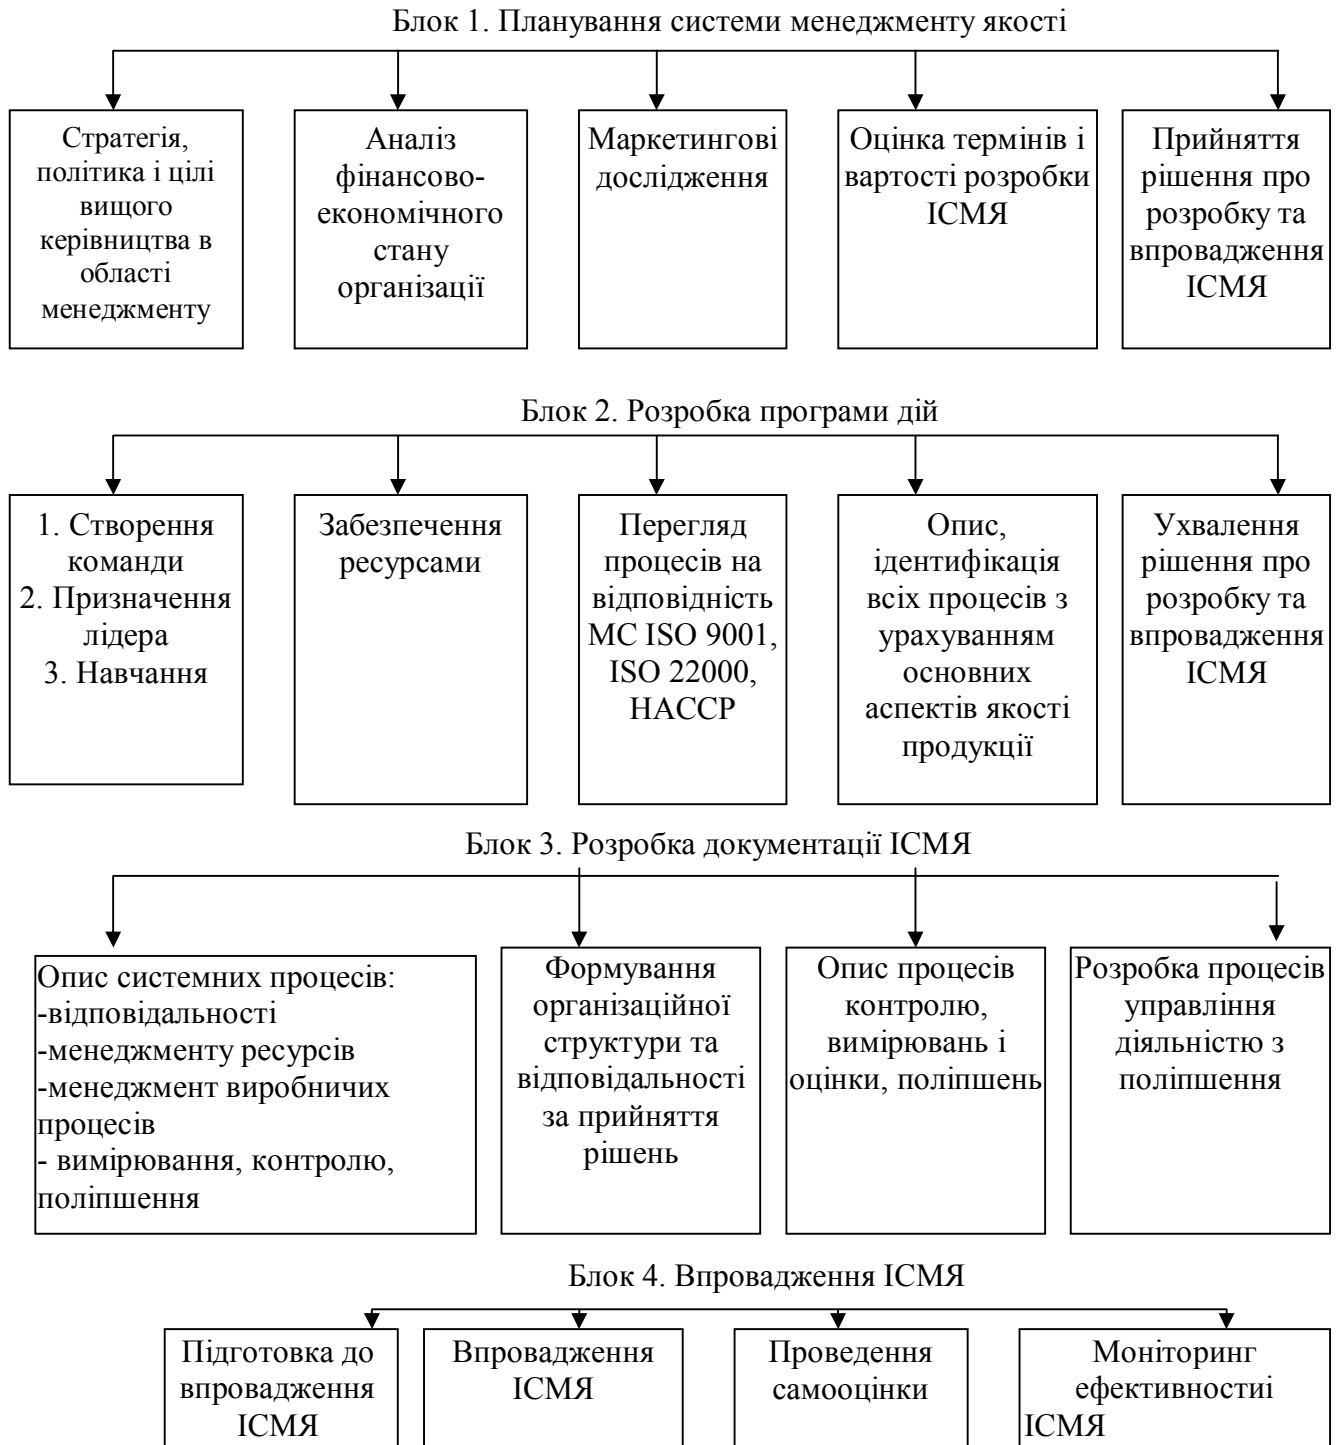 Блок 1. Планування системи менеджменту якості
Стратегія,
політика і цілі
вищого
керівництва в
області
менеджменту
Аналіз
фінансово-
економічного
стану
організації
Маркетингові
дослідження
Оцінка термінів і
вартості розробки
ІСМЯ
Прийняття
рішення про
розробку та
впровадження
ІСМЯ
Блок 2. Розробка програми дій
1. Створення
команди
2. Призначення
лідера
3. Навчання
Забезпечення
ресурсами
Перегляд
процесів на
відповідність
МС ISO 9001,
ISO 22000,
НАССР
Опис,
ідентифікація
всіх процесів з
урахуванням
основних
аспектів якості
продукції
Ухвалення
рішення про
розробку та
впровадження
ІСМЯ
Блок 3. Розробка документації ІСМЯ
Опис системних процесів:
-відповідальності
-менеджменту ресурсів
-менеджмент виробничих
процесів
- вимірювання, контролю,
поліпшення
Формування
організаційної
структури та
відповідальності
за прийняття
рішень
Опис процесів
контролю,
вимірювань і
оцінки, поліпшень
Розробка процесів
управління
діяльністю з
поліпшення
Блок 4. Впровадження ІСМЯ
Підготовка до
впровадження
ІСМЯ
Впровадження
ІСМЯ
Проведення
самооцінки
Моніторинг
ефективностиі
ІСМЯ